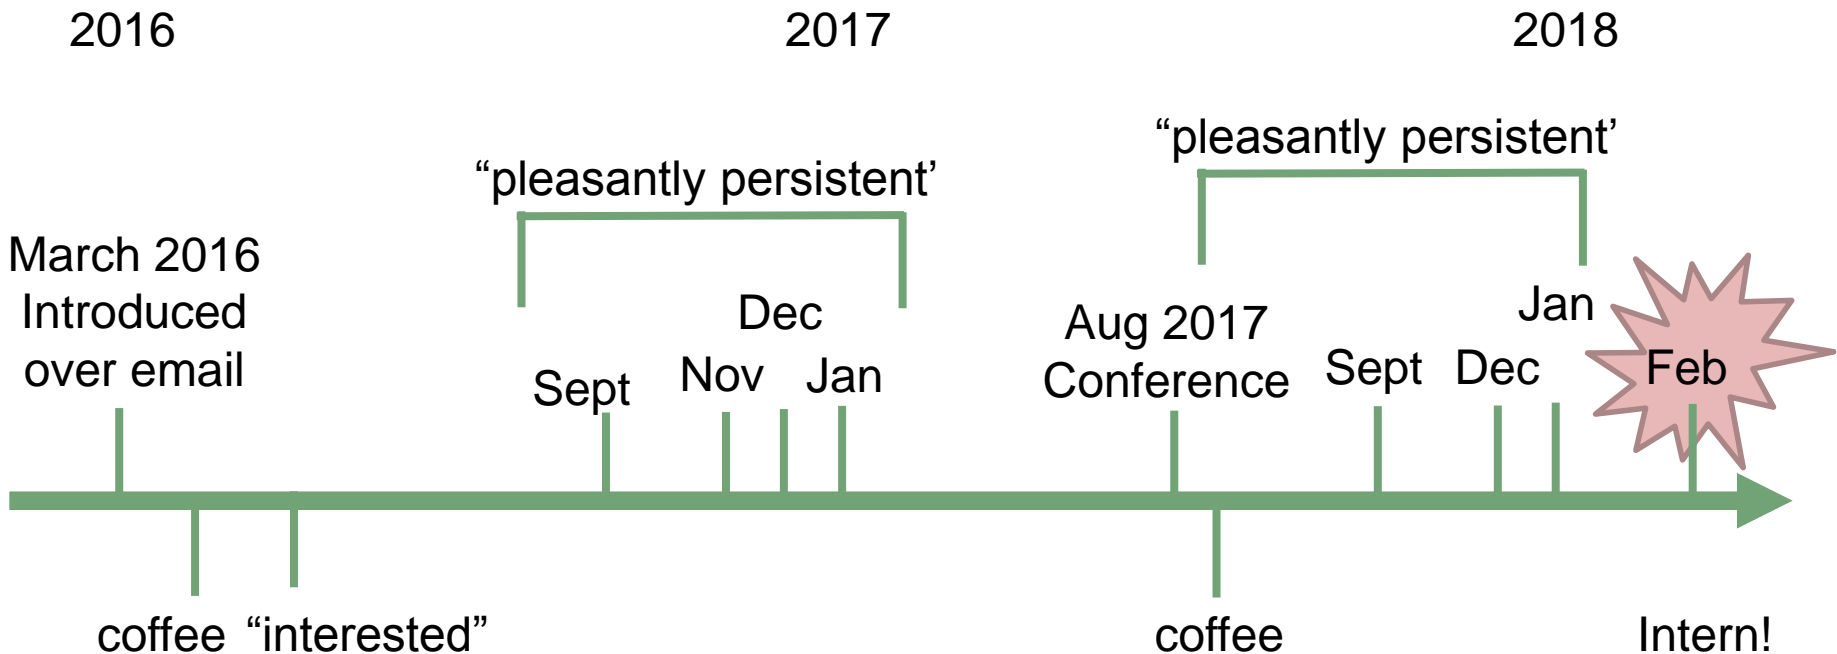 2016
2017
2018
“pleasantly persistent’
“pleasantly persistent’
March 2016
Introduced
over email
Sept
Nov
Dec
Jan
Aug 2017
Conference
Sept
Dec
Jan
Feb
coffee
“interested”
coffee
Intern!